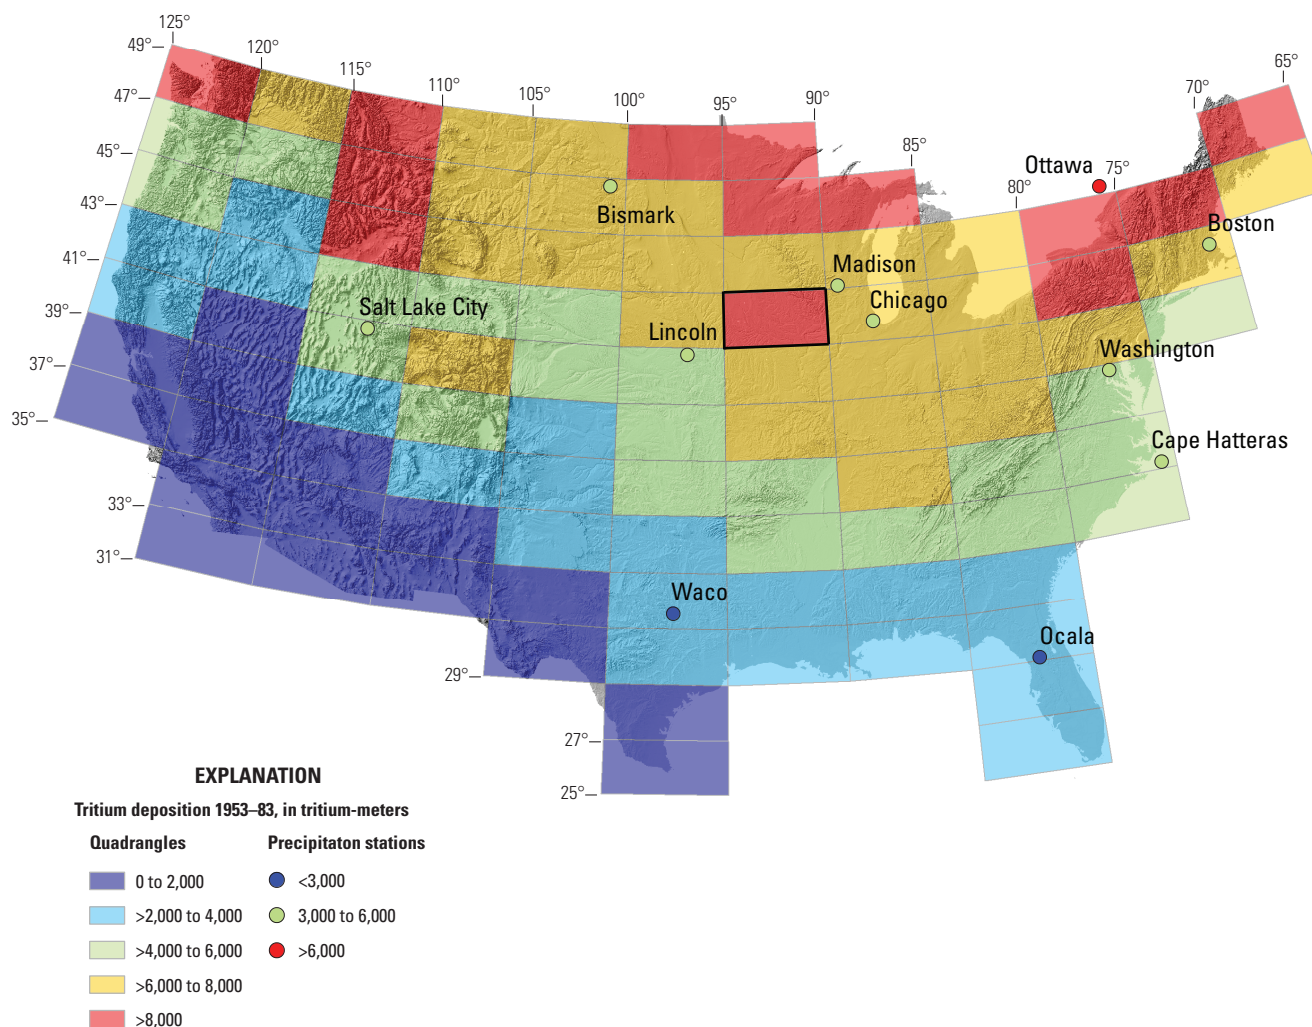 125°
49°
120°
115°
110°
105°
100°
95°
90°
85°
80°
75°
70°
65°
47°
45°
43°
41°
39°
37°
35°
33°
31°
29°
27°
25°
Ottawa
Bismark
Boston
Madison
Salt Lake City
Chicago
Lincoln
Washington
Cape Hatteras
Waco
Ocala
EXPLANATION
Tritium deposition 1953–83, in tritium-meters
Quadrangles
0 to 2,000
>2,000 to 4,000
>4,000 to 6,000
>6,000 to 8,000
>8,000
Precipitaton stations
<3,000
3,000 to 6,000
>6,000